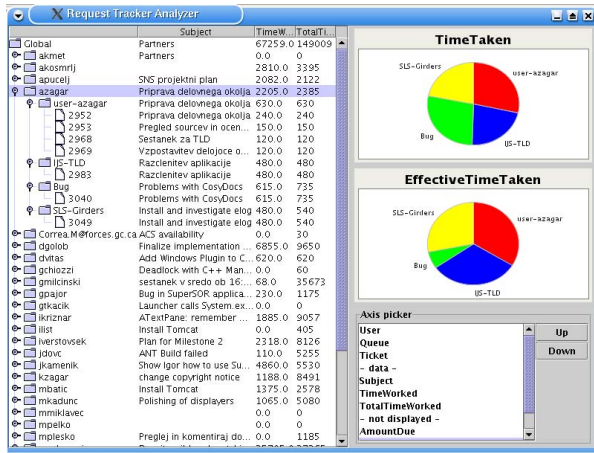 Request Tracker Analyzer
Subject TimeW... TotalTi...
Global Partners 67259.0 149009
akmet Partners 0.0 0
akosmrlj 2810.0 3395
apucelj SNS projektni plan 2082.0 2122
azagar Priprava delovnega okolja 2205.0 2385
user-azagar Priprava delovnega okolja 630.0 630
2952 Priprava delovnega okolja 240.0 240
2953 Pregled sourcev in ocen... 150.0 150
2968 Sestanek za TLD 120.0 120
2969 Vzpostavitev delojoce o... 120.0 120
IJS-TLD Razclenitev aplikacije 480.0 480
2983 Razclenitev aplikacije 480.0 480
Bug Problems with CosyDocs 615.0 735
3040 Problems with CosyDocs 615.0 735
SLS-Girders Install and investigate elog 480.0 540
3049 Install and investigate elog 480.0 540
Correa.M@forces.gc.ca ACS availability 0.0 30
dgolob Finalize implementation ... 6855.0 9650
dvitas Add Windows Plugin to C... 620.0 620
gchiozzi Deadlock with C++ Man... 0.0 60
gmilcinski sestanek v sredo ob 16:... 68.0 35673
gpajor Bug in SuperSOR applica... 230.0 1175
gtkacik Launcher calls System.ex... 0.0 0
ikriznar ATextPane: remember ... 1885.0 9057
ilist Install Tomcat 0.0 405
iverstovsek Plan for Milestone 2 2318.0 8126
jdovc ANT Build failed 110.0 5255
jkamenik Show Igor how to use Su... 4860.0 5530
kzagar change copyright notice 1188.0 8491
mbatic Install Tomcat 1375.0 2578
mkadunc Polishing of displayers 1065.0 5080
mmiklavec 0.0 0
mpelko 0.0 0
mplesko Preglej in komentiraj do... 0.0 1185
TimeTaken
SLS-Girders
user-azagar
Bug
IJS-TLD
EffectiveTimeTaken
SLS-Girders
user-azagar
Bug
IJS-TLD
Axis picker
User
Queue
Ticket
- data -
Subject
TimeWorked
TotalTimeWorked
- not displayed -
AmountDue
Up
Down